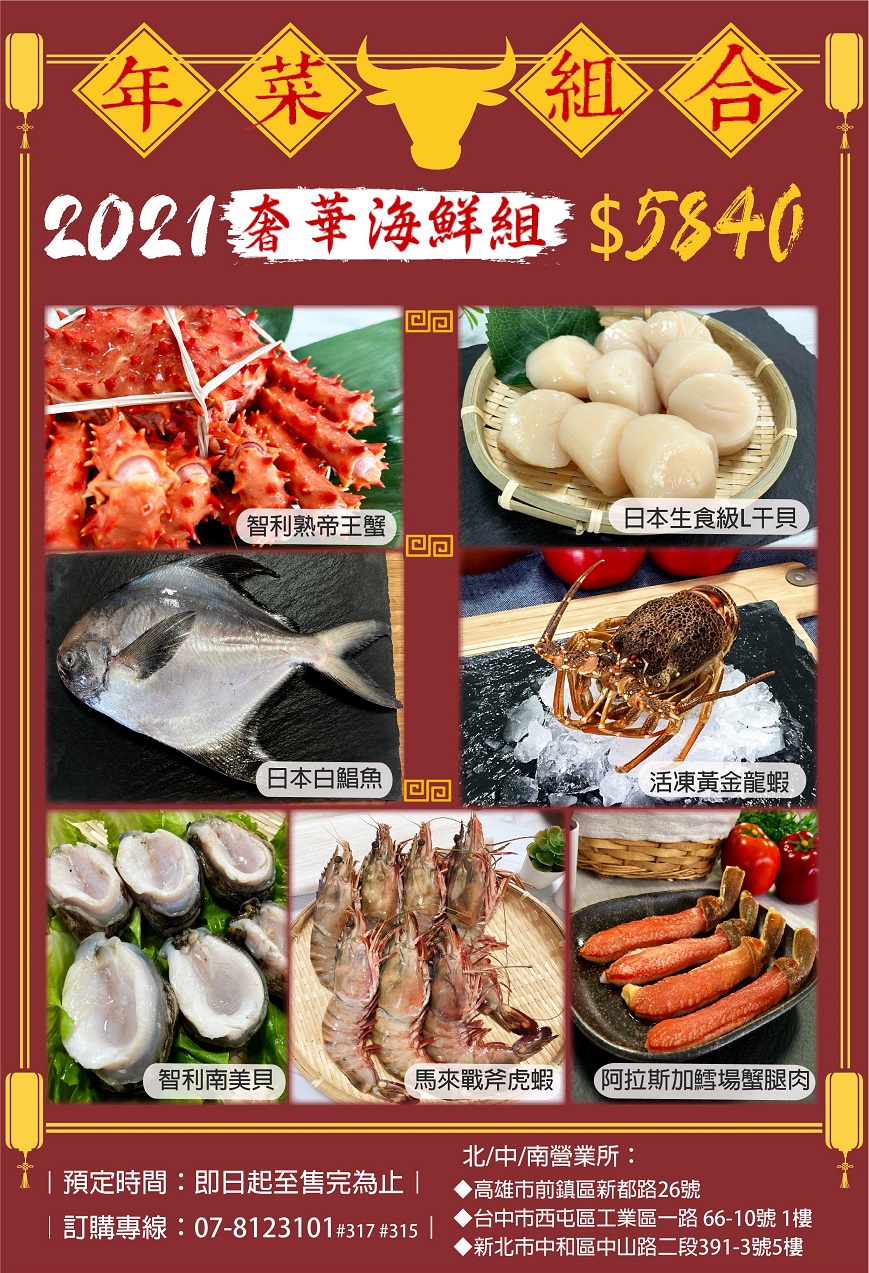 年菜組合
2021 奢華海鮮組 $5840
智利熟帝王蟹
日本生食級L干貝
日本白鯧魚
活凍黃金龍蝦
智利南美貝
馬來戰斧虎蝦
阿拉斯加鱈場蟹腿肉
|預定時間：即日起至售完為止|
|訂購專線：07-8123101#317 #315|
北/中/南營業所：
◆高雄市前鎮區新都路26號
◆台中市西屯區工業區一路 66-10號 1樓
◆新北市中和區中山路二段391-3號5樓